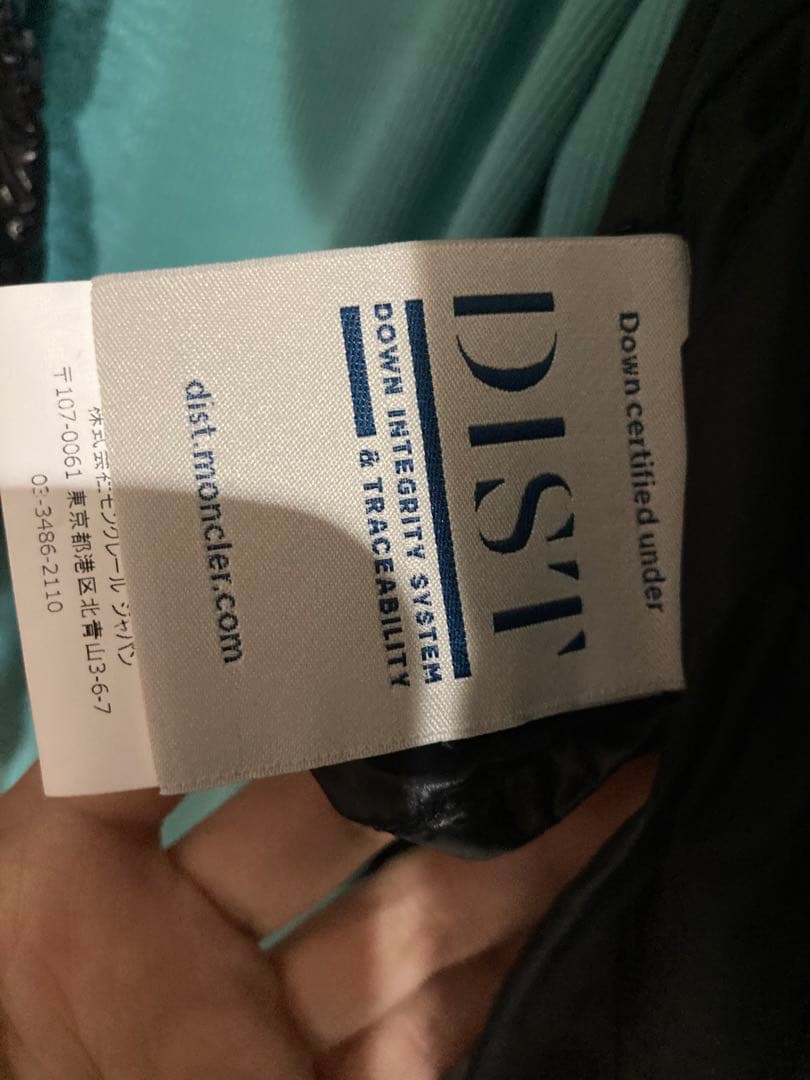 Down certified under
DIST
DOWN INTEGRITY SYSTEM
& TRACEABILITY
dist.moncler.com
株式会社モンクレール ジャパン
〒107-0061 東京都港区北青山3-6-7
03-3486-2110